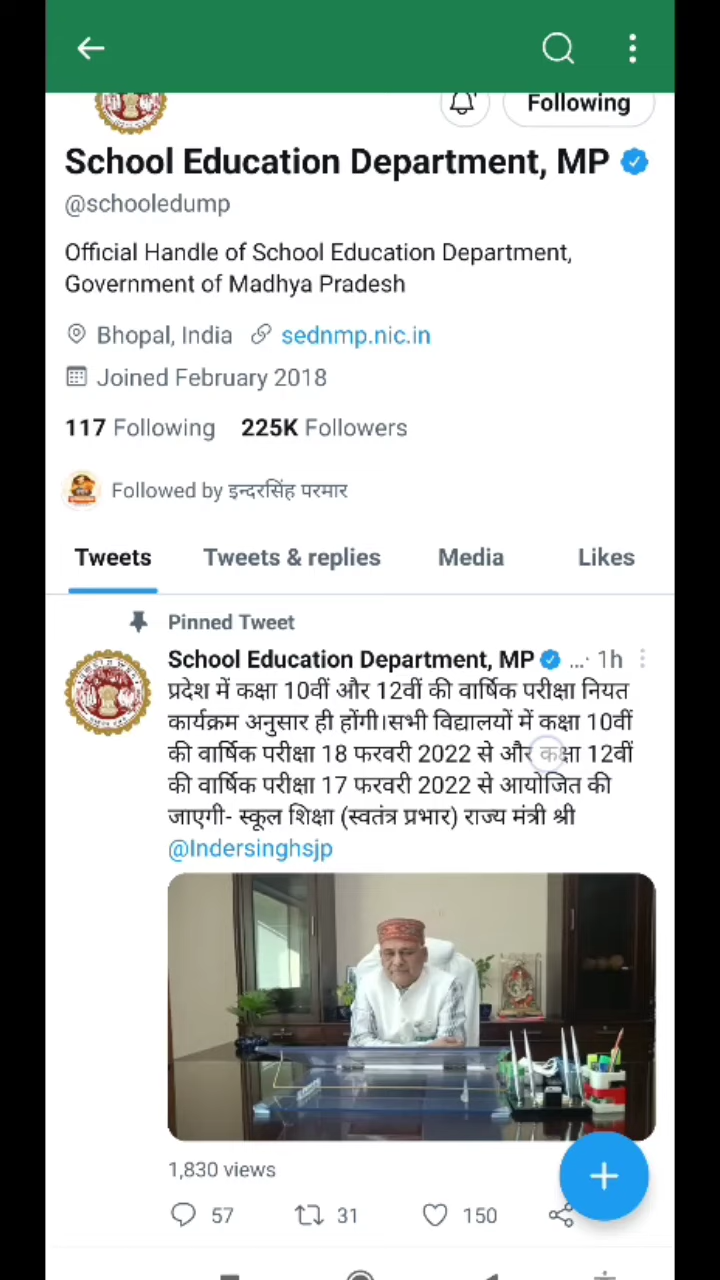 Following
School Education Department, MP
@schooledump
Official Handle of School Education Department,
Government of Madhya Pradesh
Bhopal, India sednmp.nic.in
Joined February 2018
117 Following 225K Followers
Followed by इन्दरसिंह परमार
Tweets Tweets & replies Media Likes
Pinned Tweet
School Education Department, MP ...· 1h
प्रदेश में कक्षा 10वीं और 12वीं की वार्षिक परीक्षा नियत
कार्यक्रम अनुसार ही होंगी।सभी विद्यालयों में कक्षा 10वीं
की वार्षिक परीक्षा 18 फरवरी 2022 से और कक्षा 12वीं
की वार्षिक परीक्षा 17 फरवरी 2022 से आयोजित की
जाएगी- स्कूल शिक्षा (स्वतंत्र प्रभार) राज्य मंत्री श्री
@Indersinghsjp
1,830 views
57 31 150